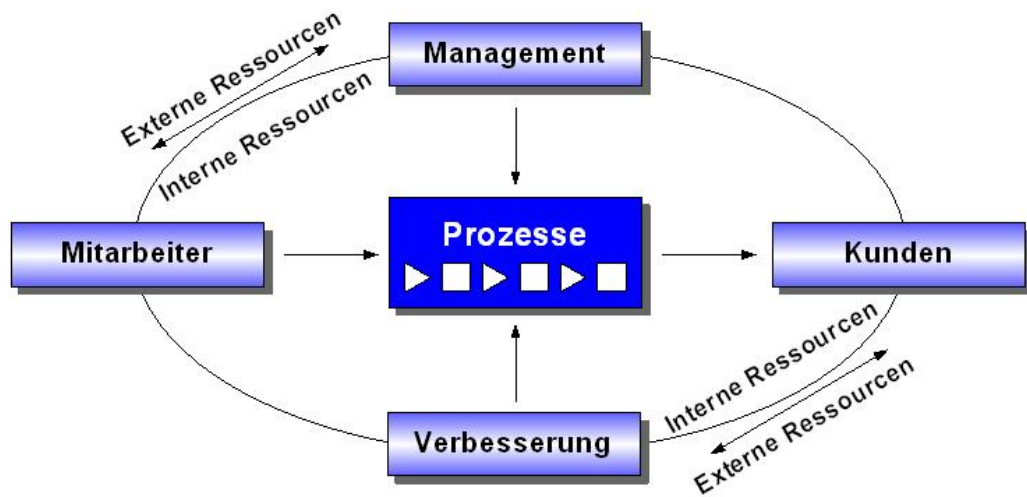 Management
Externe Ressourcen
Interne Ressourcen
Mitarbeiter
Prozesse
Kunden
Interne Ressourcen
Externe Ressourcen
Verbesserung